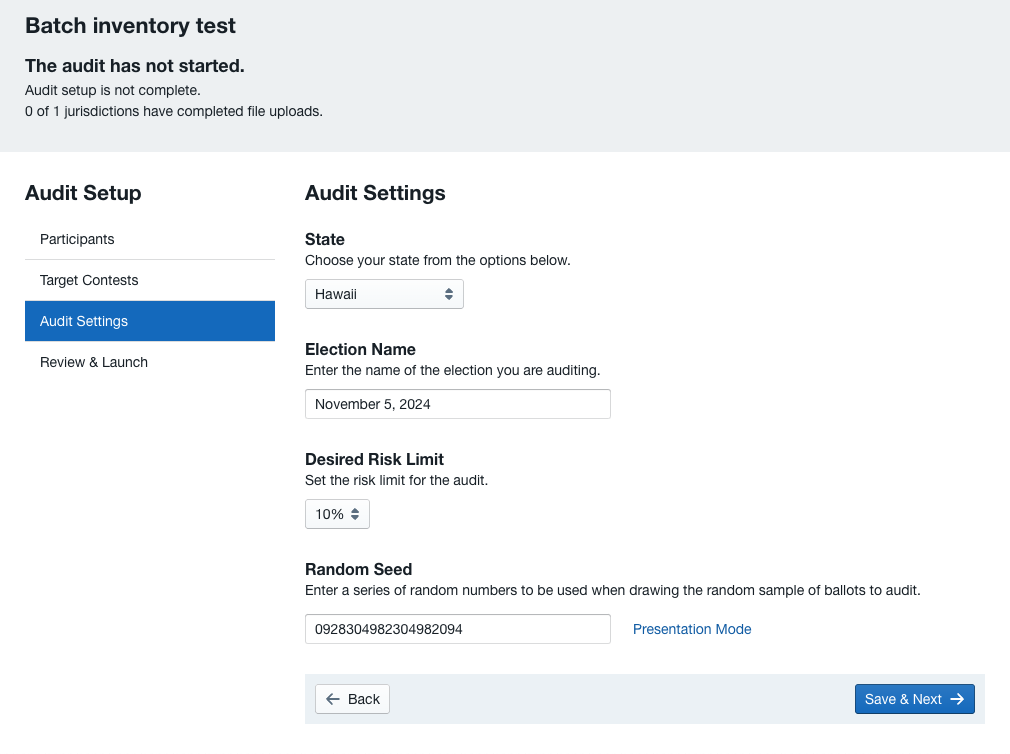 Batch inventory test
The audit has not started.
Audit setup is not complete.
0 of 1 jurisdictions have completed file uploads.
Audit Setup
Participants
Target Contests
Audit Settings
Review & Launch
Audit Settings
State
Choose your state from the options below.
Hawaii
Election Name
Enter the name of the election you are auditing.
November 5, 2024
Desired Risk Limit
Set the risk limit for the audit.
10%
Random Seed
Enter a series of random numbers to be used when drawing the random sample of ballots to audit.
0928304982304982094
Presentation Mode
Back
Save & Next